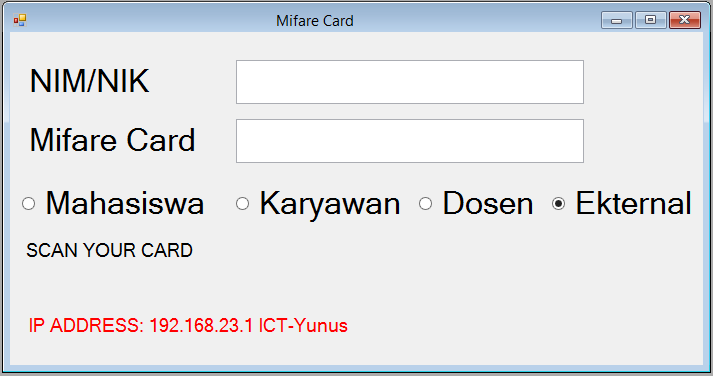 Mifare Card
NIM/NIK
Mifare Card
Mahasiswa Karyawan Dosen Ekternal
SCAN YOUR CARD
IP ADDRESS: 192.168.23.1 ICT-Yunus